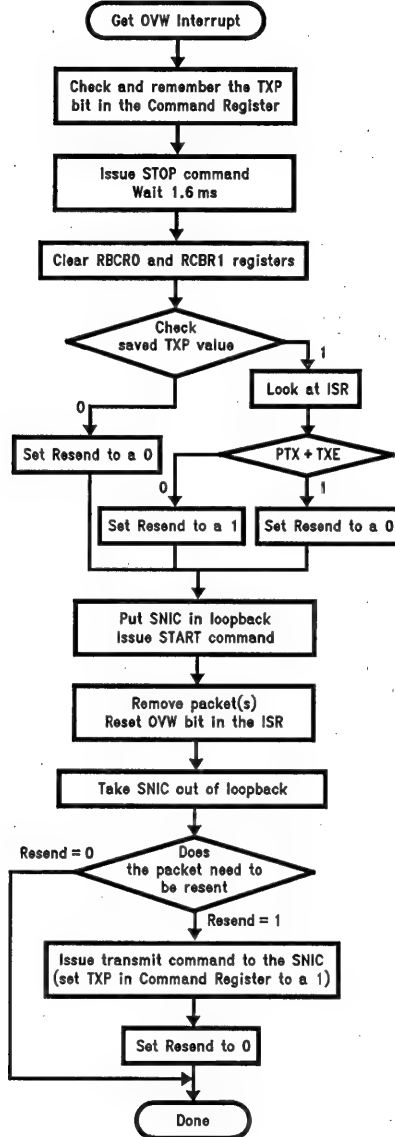 Get OVW Interrupt
Check and remember the TXP
bit in the Command Register
Issue STOP command
Wait 1.6 ms
Clear RBCR0 and RCBR1 registers
Check
saved TXP value
1
0
Look at ISR
Set Resend to a 0
PTX + TXE
0
1
Set Resend to a 1
Set Resend to a 0
Put SNIC in loopback
Issue START command
Remove packet(s)
Reset OVW bit in the ISR
Take SNIC out of loopback
Resend = 0
Does
the packet need to
be resent
Resend = 1
Issue transmit command to the SNIC
(set TXP in Command Register to a 1)
Set Resend to 0
Done